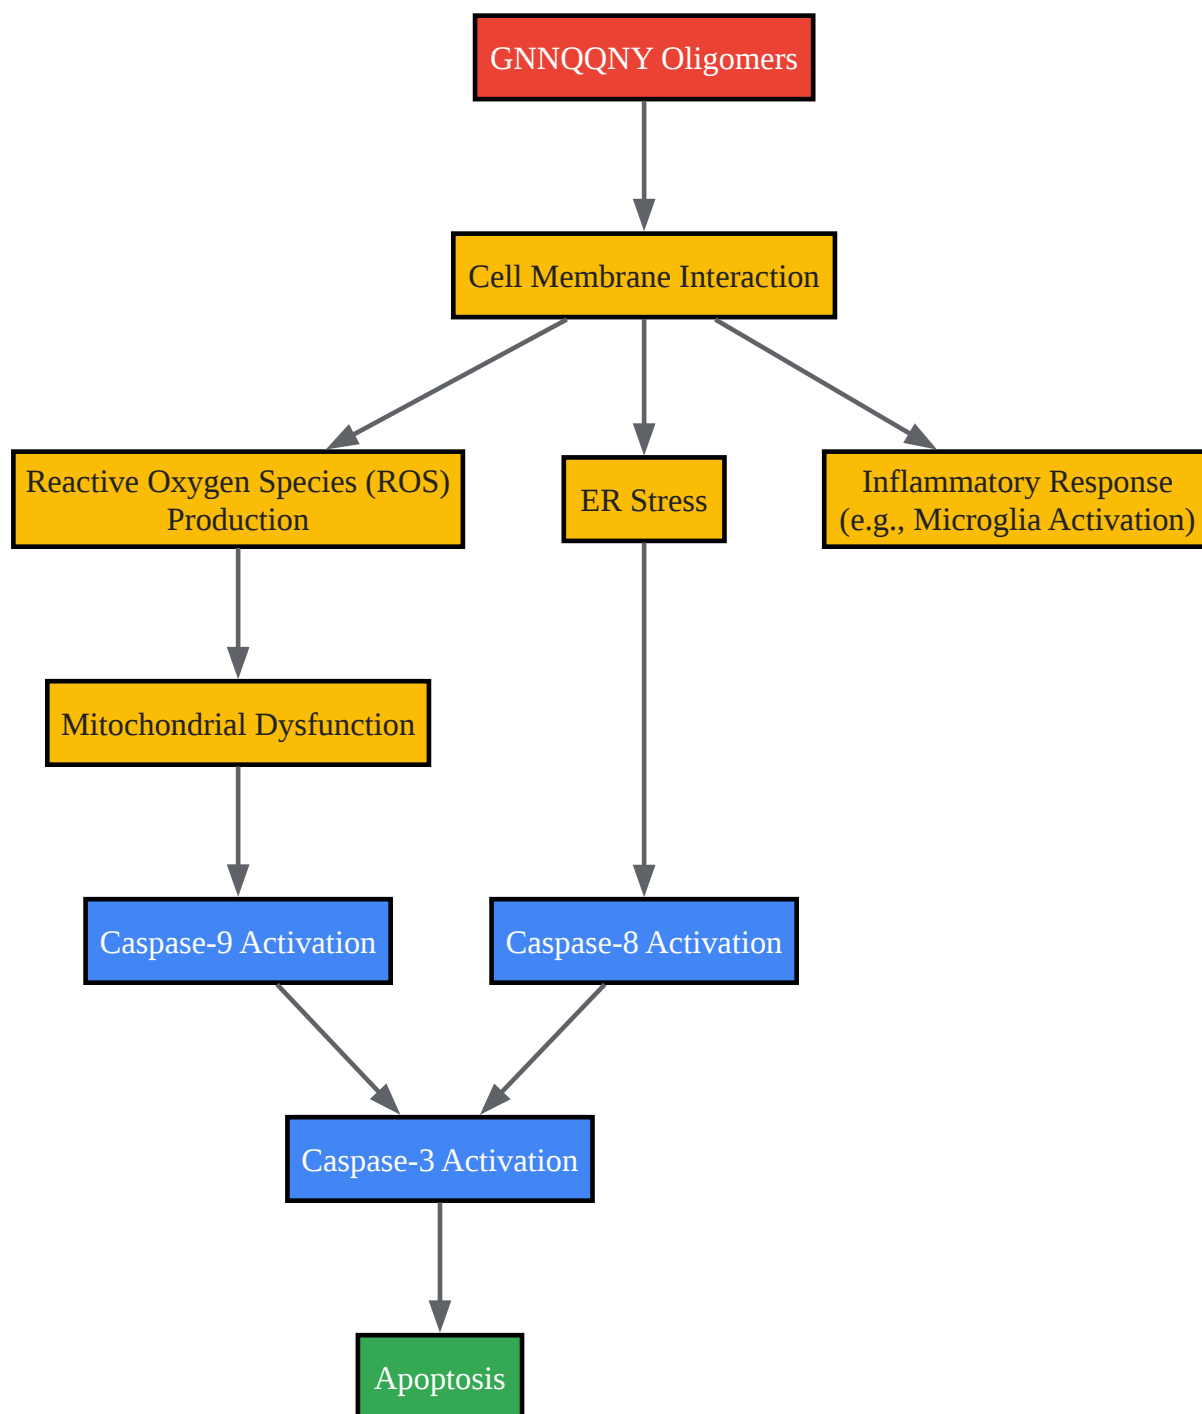 GNNQQNY Oligomers
Cell Membrane Interaction
Reactive Oxygen Species (ROS)
Production
ER Stress
Inflammatory Response
(e.g., Microglia Activation)
Mitochondrial Dysfunction
Caspase-9 Activation
Caspase-8 Activation
Caspase-3 Activation
Apoptosis